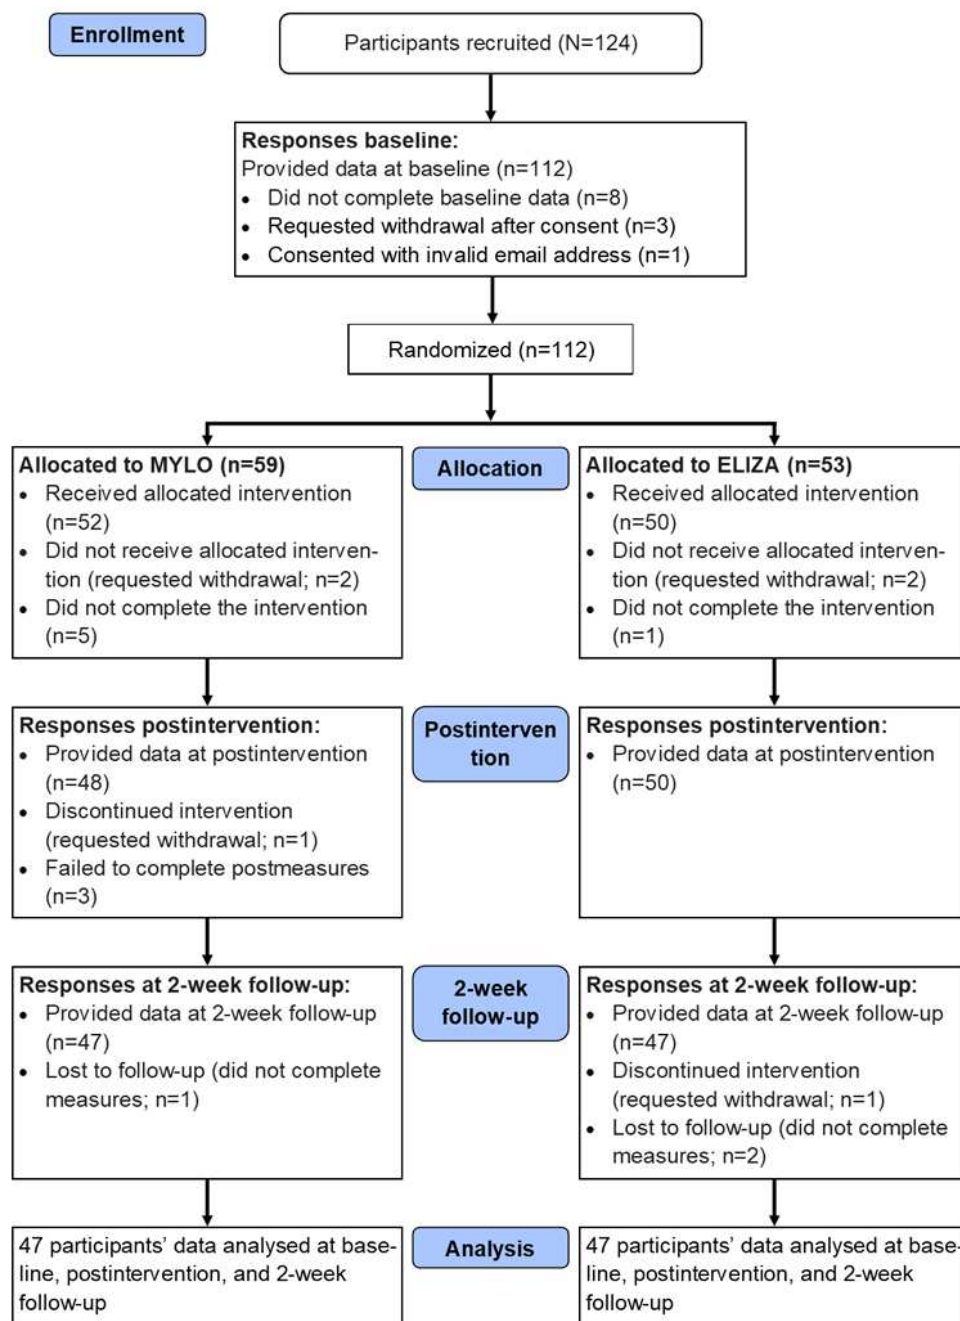 Enrollment
Participants recruited (N=124)
Responses baseline:
Provided data at baseline (n=112)
• Did not complete baseline data (n=8)
• Requested withdrawal after consent (n=3)
• Consented with invalid email address (n=1)
Randomized (n=112)
Allocated to MYLO (n=59)
• Received allocated intervention
(n=52)
• Did not receive allocated interven-
tion (requested withdrawal; n=2)
• Did not complete the intervention
(n=5)
Allocation
Allocated to ELIZA (n=53)
• Received allocated intervention
(n=50)
• Did not receive allocated interven-
tion (requested withdrawal; n=2)
• Did not complete the intervention
(n=1)
Responses postintervention:
• Provided data at postintervention
(n=48)
• Discontinued intervention
(requested withdrawal; n=1)
• Failed to complete postmeasures
(n=3)
Postinterven
tion
Responses postintervention:
• Provided data at postintervention
(n=50)
Responses at 2-week follow-up:
• Provided data at 2-week follow-up
(n=47)
• Lost to follow-up (did not complete
measures; n=1)
2-week
follow-up
Responses at 2-week follow-up:
• Provided data at 2-week follow-up
(n=47)
• Discontinued intervention
(requested withdrawal; n=1)
• Lost to follow-up (did not complete
measures; n=2)
47 participants' data analysed at base-
line, postintervention, and 2-week
follow-up
Analysis
47 participants' data analysed at base-
line, postintervention, and 2-week
follow-up